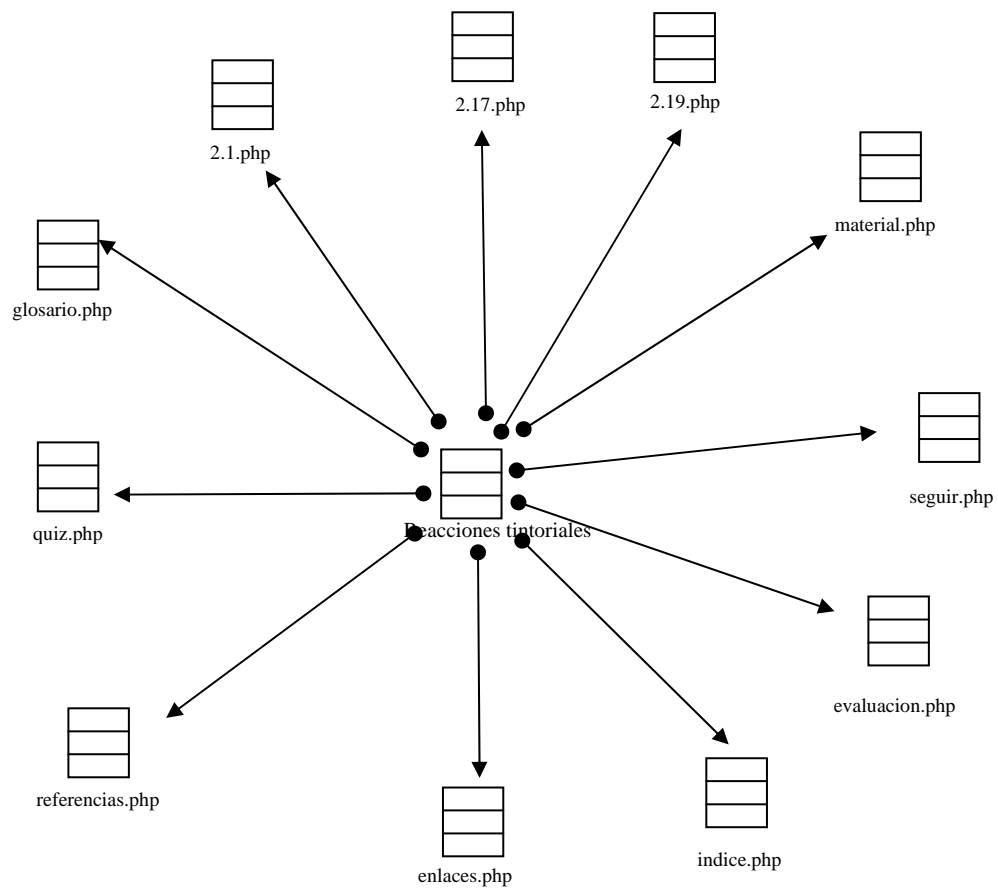 2.17.php
2.19.php
2.1.php
material.php
glosario.php
seguir.php
quiz.php
Reacciones tintoriales
evaluacion.php
referencias.php
indice.php
enlaces.php